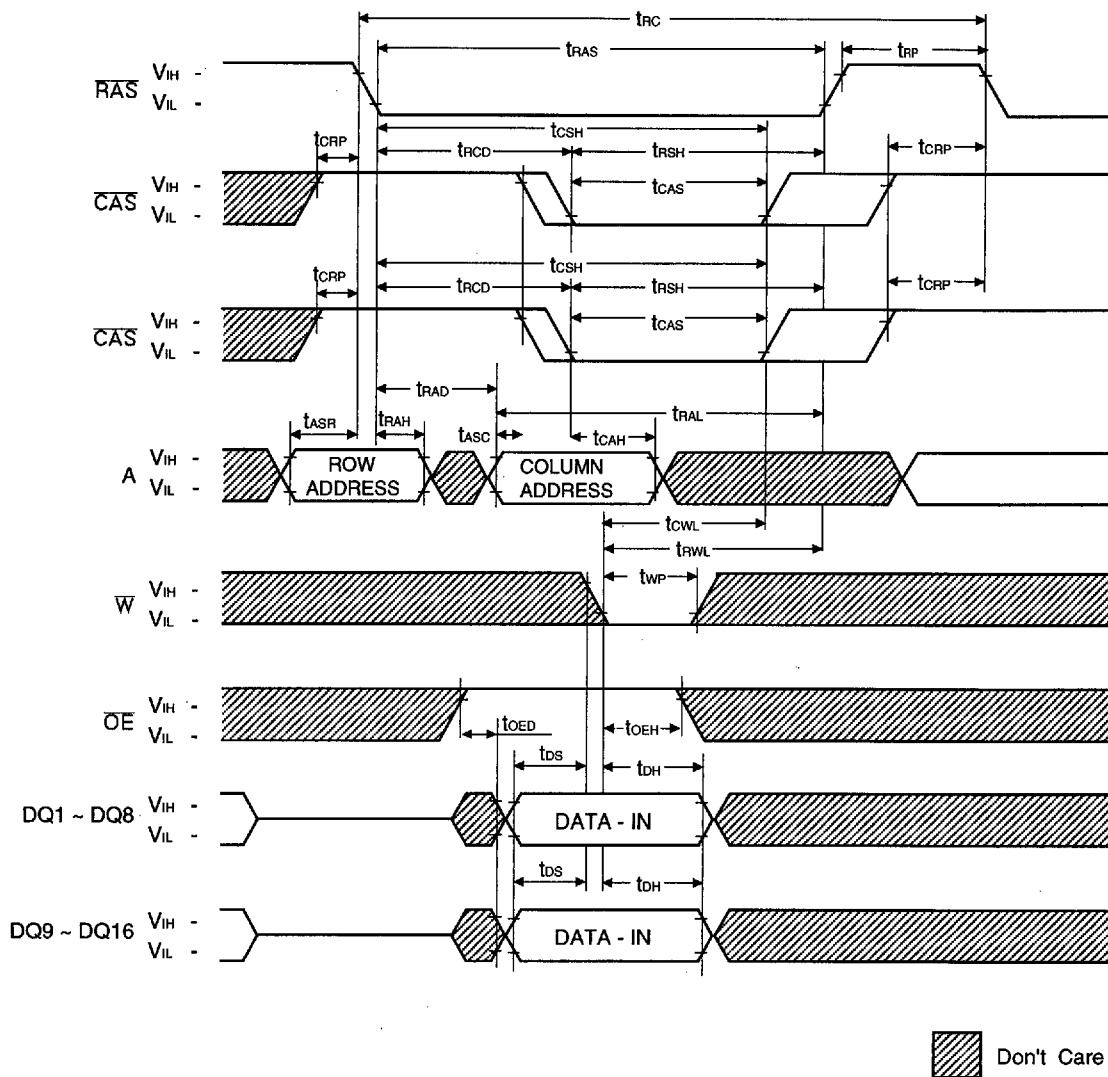 tRC
tRAS
tRP
RAS
VIH -
VIL -
tCSH
tCRP
tRCD
tRSH
tCRP
CAS
VIH -
VIL -
tCAS
tCSH
tCRP
tRCD
tRSH
tCRP
CAS
VIH -
VIL -
tCAS
tRAD
tRAL
tASR
tRAH
tASC
tCAH
A
VIH -
VIL -
ROW
ADDRESS
COLUMN
ADDRESS
tCWL
tRWL
W
VIH -
VIL -
tWP
OE
VIH -
VIL -
tOED
tOEH
tDS
tDH
DQ1 ~ DQ8
VIH -
VIL -
DATA - IN
tDS
tDH
DQ9 ~ DQ16
VIH -
VIL -
DATA - IN
Don't Care